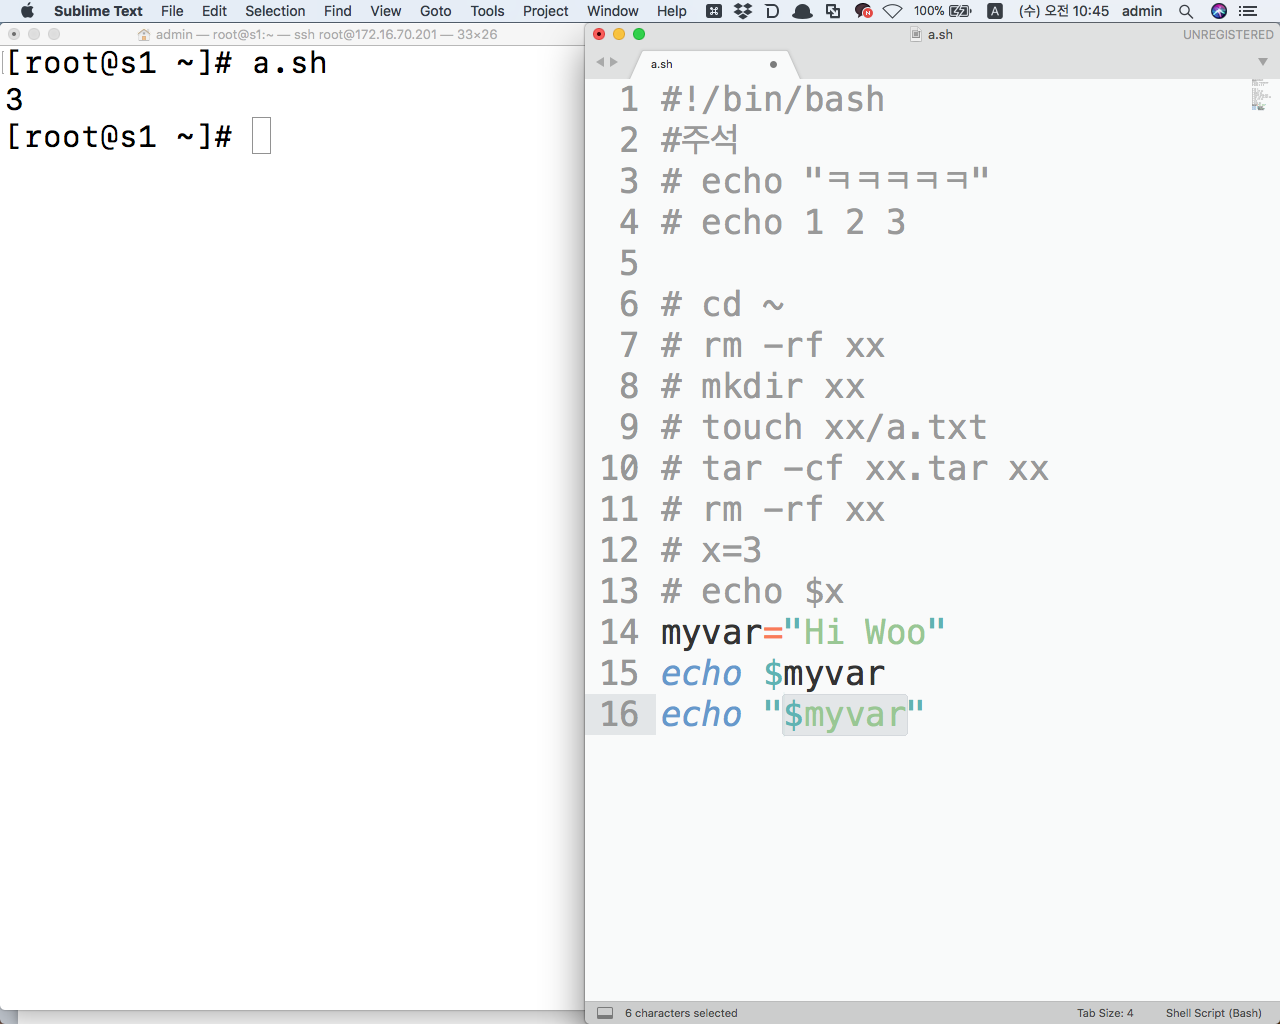 Sublime Text File Edit Selection Find View Goto Tools Project Window Help 100% A (수) 오전 10:45 admin
admin — root@s1:~ — ssh root@172.16.70.201 — 33×26
[root@s1 ~]# a.sh
3
[root@s1 ~]#
a.sh
UNREGISTERED
a.sh
1 #!/bin/bash
2 #주석
3 # echo "ㅋㅋㅋㅋㅋ"
4 # echo 1 2 3
5
6 # cd ~
7 # rm -rf xx
8 # mkdir xx
9 # touch xx/a.txt
10 # tar -cf xx.tar xx
11 # rm -rf xx
12 # x=3
13 # echo $x
14 myvar="Hi Woo"
15 echo $myvar
16 echo "$myvar"
6 characters selected Tab Size: 4 Shell Script (Bash)